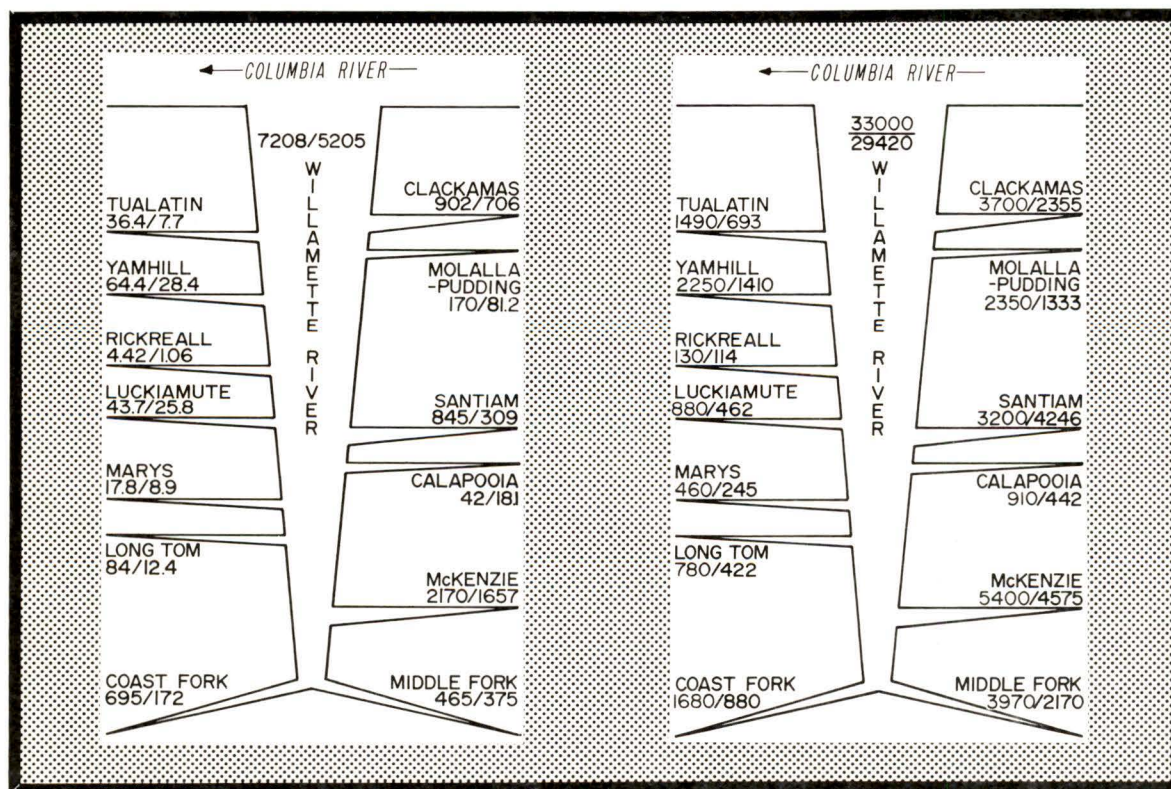 COLUMBIA RIVER
7208/5205
WILLAMETTE RIVER
TUALATIN
36.4/7.7
YAMHILL
64.4/28.4
RICKREALL
4.42/1.06
LUCKIAMUTE
43.7/25.8
MARYS
17.8/8.9
LONG TOM
84/12.4
COAST FORK
695/172
CLACKAMAS
902/706
MOLALLA
-PUDDING
170/81.2
SANTIAM
845/309
CALAPOOIA
42/18.1
McKENZIE
2170/1657
MIDDLE FORK
465/375
COLUMBIA RIVER
33000
29420
WILLAMETTE RIVER
TUALATIN
1490/693
YAMHILL
2250/1410
RICKREALL
130/114
LUCKIAMUTE
880/462
MARYS
460/245
LONG TOM
780/422
COAST FORK
1680/880
CLACKAMAS
3700/2355
MOLALLA
-PUDDING
2350/1333
SANTIAM
3200/4246
CALAPOOIA
910/442
McKENZIE
5400/4575
MIDDLE FORK
3970/2170